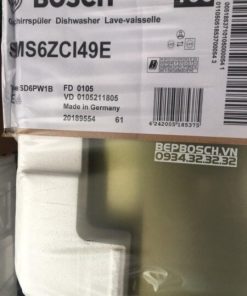 BOSCH
Geschirrspüler Dishwasher Lave-vaisselle
SMS6ZCI49E
SD6PW1B FD 0105
VD 0105211805
Made in Germany
20189554 61
4242005185375
BEPBOSCH.VN
0934.32.32.32